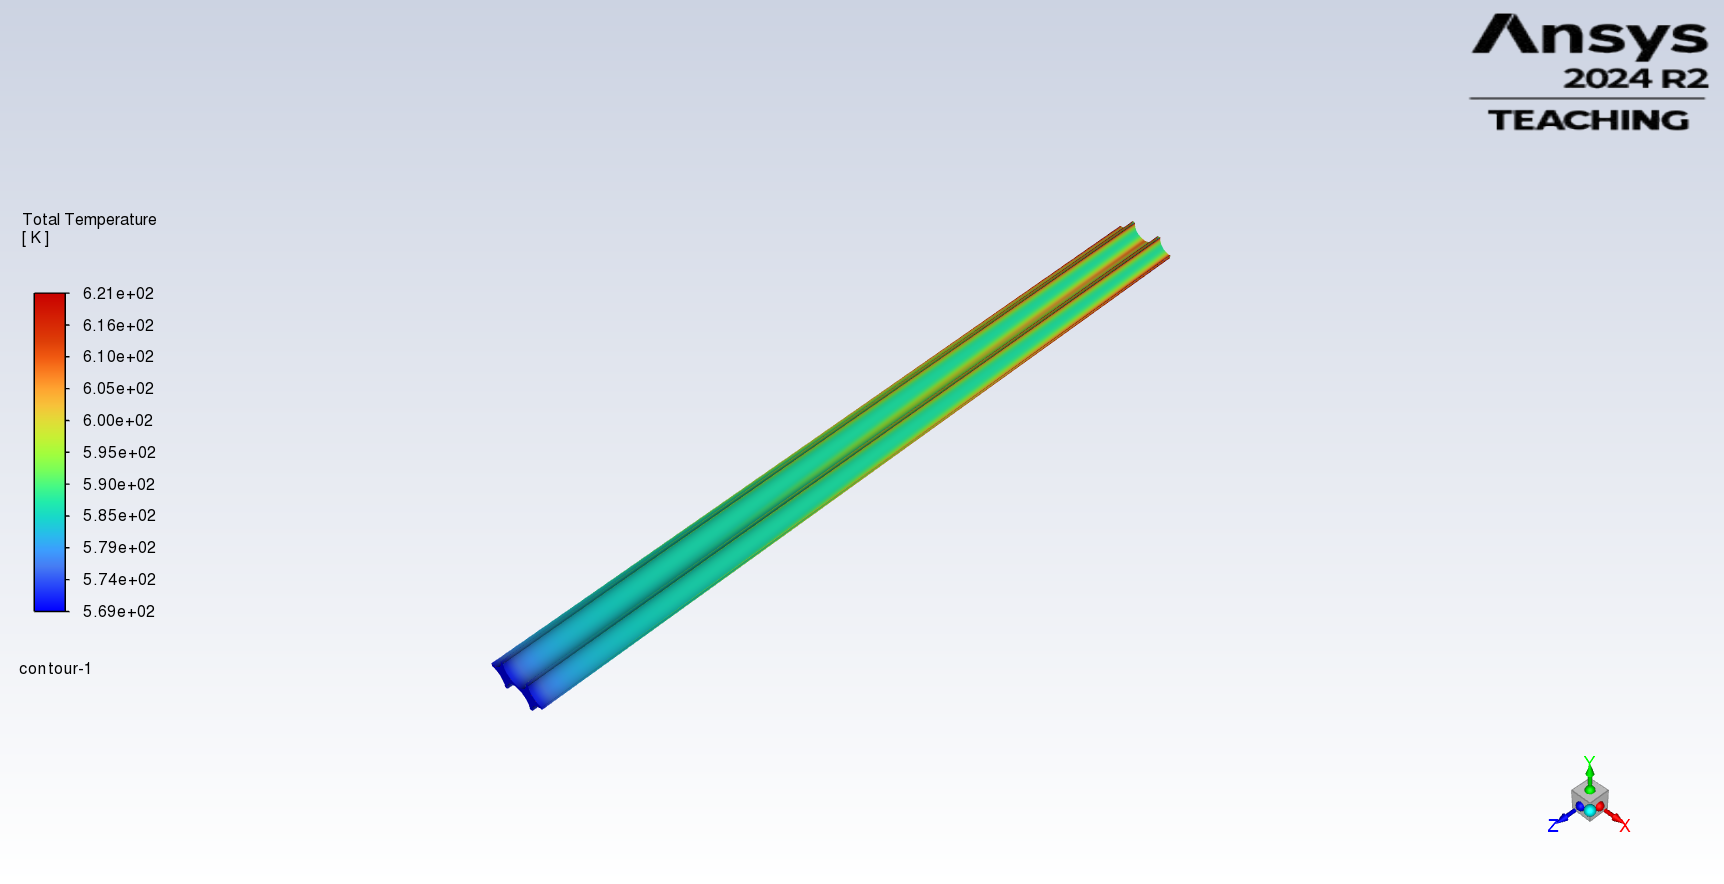 Ansys
2024 R2
TEACHING
Total Temperature
[ K ]
6.21e+02
6.16e+02
6.10e+02
6.05e+02
6.00e+02
5.95e+02
5.90e+02
5.85e+02
5.79e+02
5.74e+02
5.69e+02
contour-1
Y
Z
X